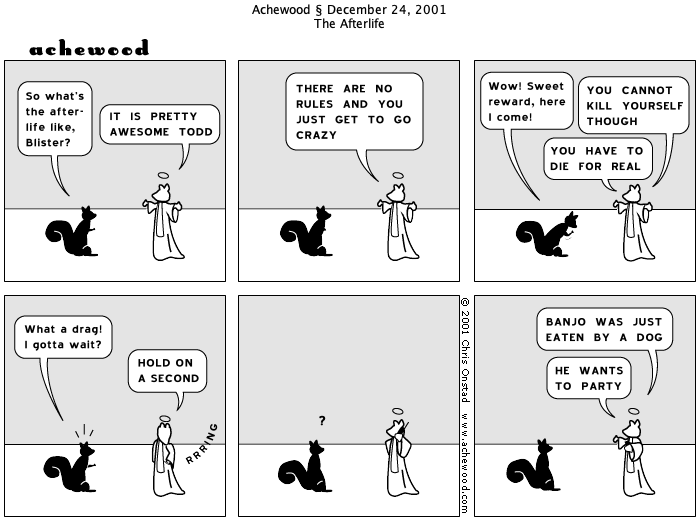 Achewood § December 24, 2001
The Afterlife
achewood
So what's
the after-
life like,
Blister?
IT IS PRETTY
AWESOME TODD
THERE ARE NO
RULES AND YOU
JUST GET TO GO
CRAZY
Wow! Sweet
reward, here
I come!
YOU CANNOT
KILL YOURSELF
THOUGH
YOU HAVE TO
DIE FOR REAL
What a drag!
I gotta wait?
HOLD ON
A SECOND
RRRING
?
© 2001 Chris Onstad www.achewood.com
BANJO WAS JUST
EATEN BY A DOG
HE WANTS
TO PARTY